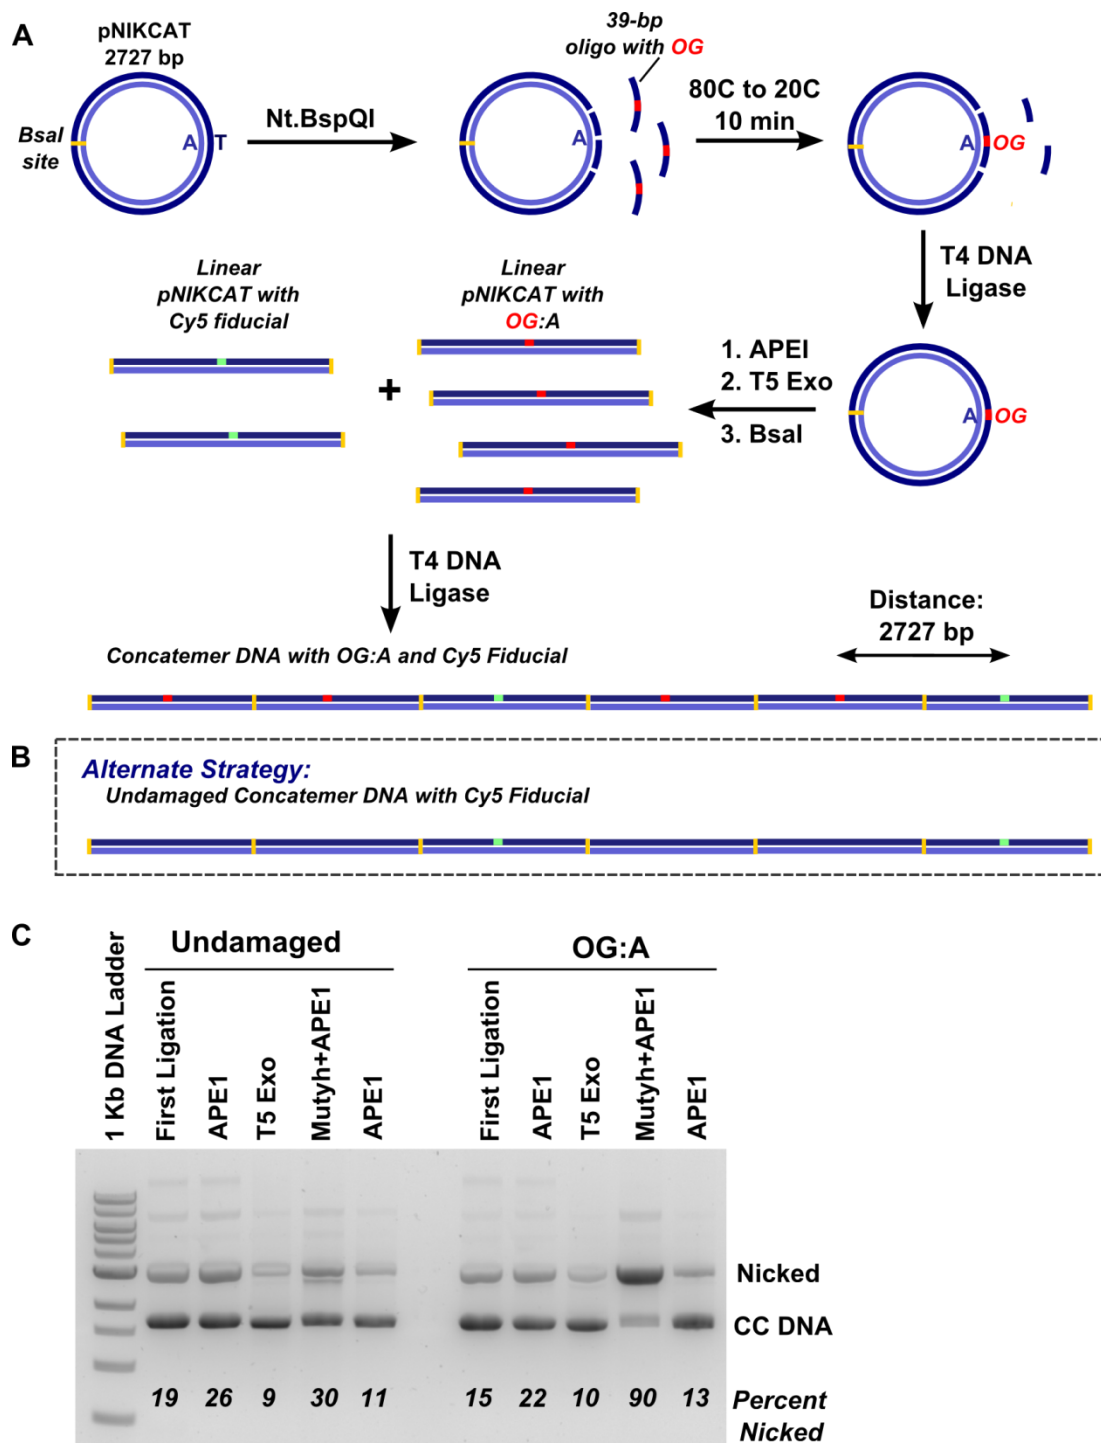 A
pNIKCAT
2727 bp
BsaI
site
A
T
Nt.BspQI
39-bp
oligo with OG
A
80C to 20C
10 min
A
OG
T4 DNA
Ligase
A
OG
1. APEI
2. T5 Exo
3. BsaI
Linear
pNIKCAT with
Cy5 fiducial
+
Linear
pNIKCAT with
OG:A
T4 DNA
Ligase
Distance:
2727 bp
Concatemer DNA with OG:A and Cy5 Fiducial
B
Alternate Strategy:
Undamaged Concatemer DNA with Cy5 Fiducial
C
Undamaged
OG:A
1 Kb DNA Ladder
First Ligation
APE1
T5 Exo
Mutyh+APE1
APE1
First Ligation
APE1
T5 Exo
Mutyh+APE1
APE1
Nicked
CC DNA
19 26 9 30 11 15 22 10 90 13
Percent
Nicked